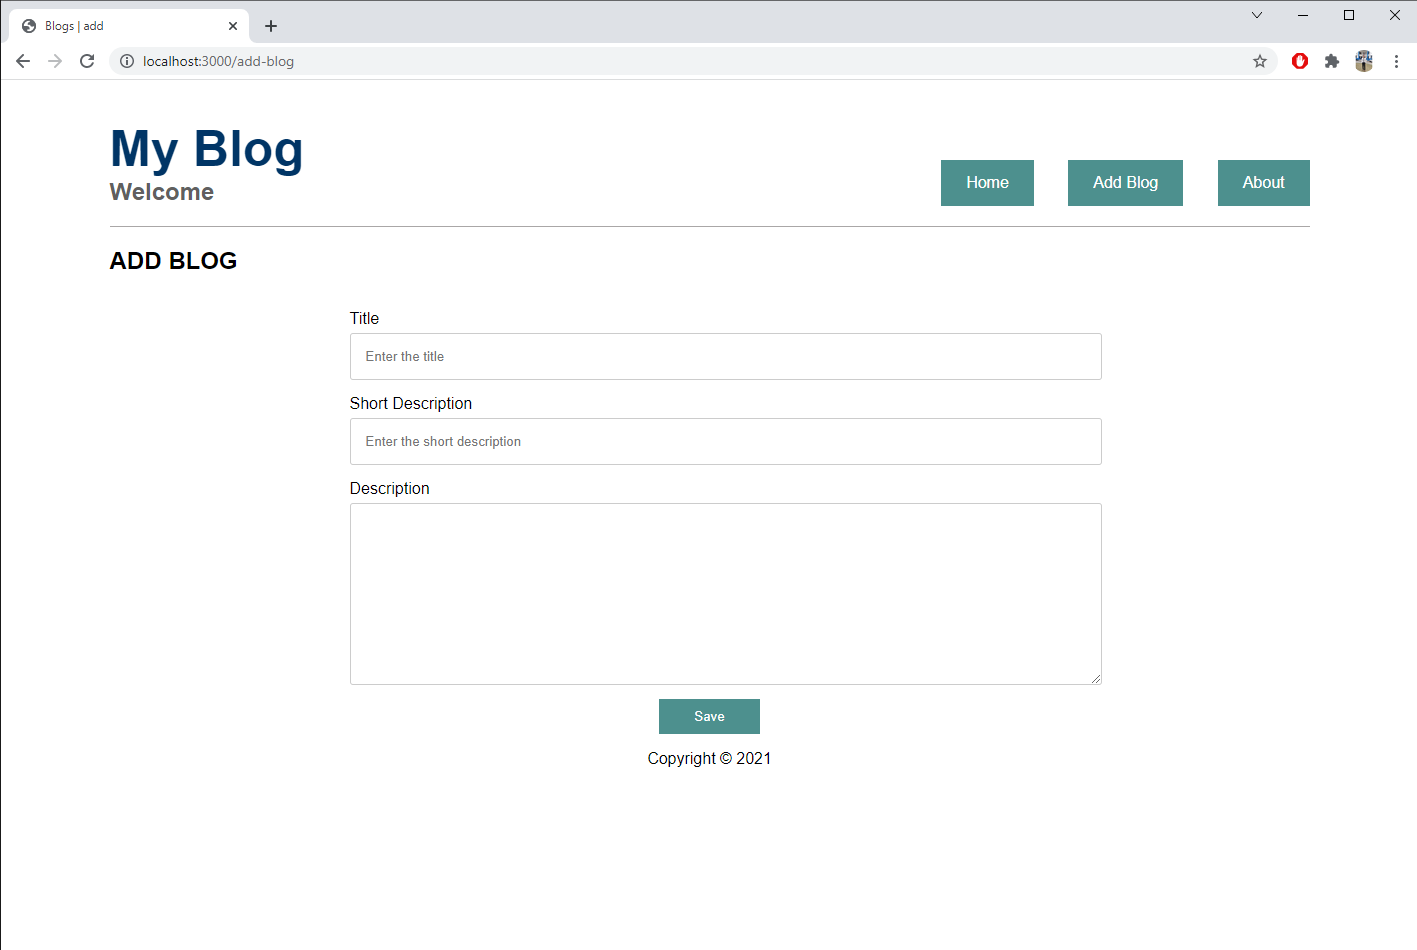 Blogs | add
localhost:3000/add-blog
My Blog
Welcome
Home Add Blog About
ADD BLOG
Title
Enter the title
Short Description
Enter the short description
Description
Save
Copyright © 2021